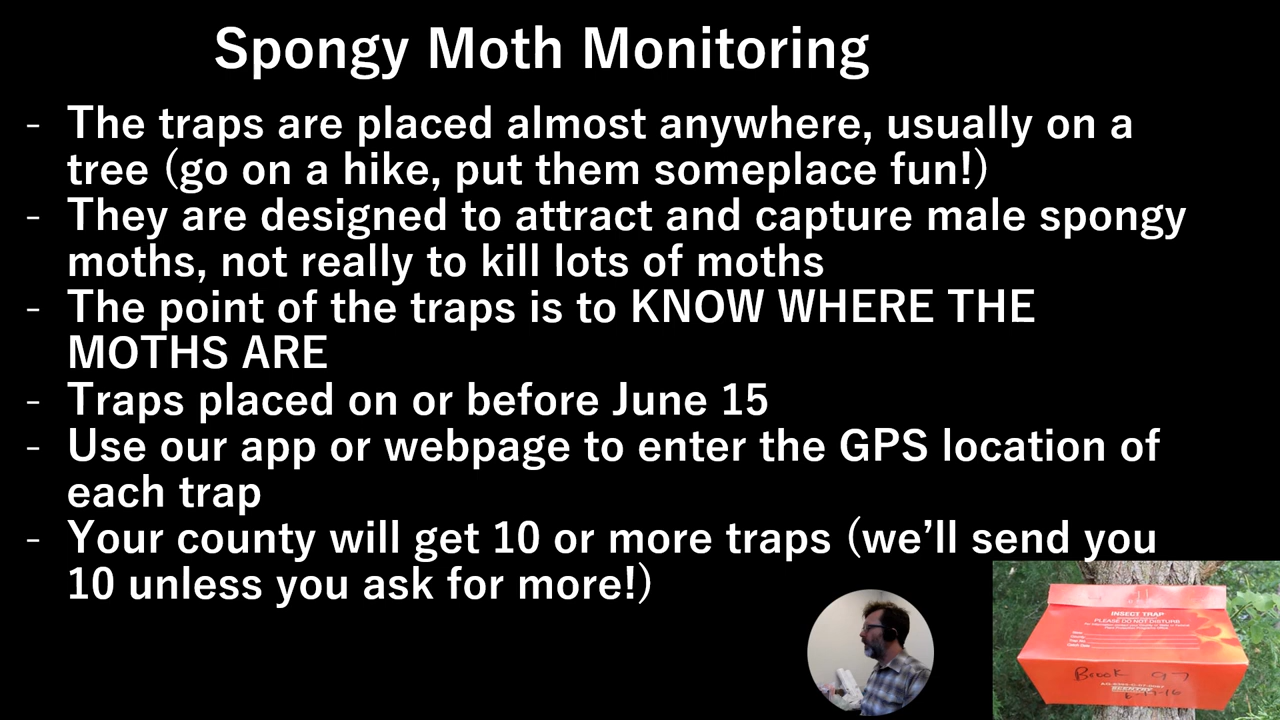 Spongy Moth Monitoring
- The traps are placed almost anywhere, usually on a
tree (go on a hike, put them someplace fun!)
- They are designed to attract and capture male spongy
moths, not really to kill lots of moths
- The point of the traps is to KNOW WHERE THE
MOTHS ARE
- Traps placed on or before June 15
- Use our app or webpage to enter the GPS location of
each trap
- Your county will get 10 or more traps (we’ll send you
10 unless you ask for more!)
INSECT TRAP
PLEASE DO NOT DISTURB
Brook 97